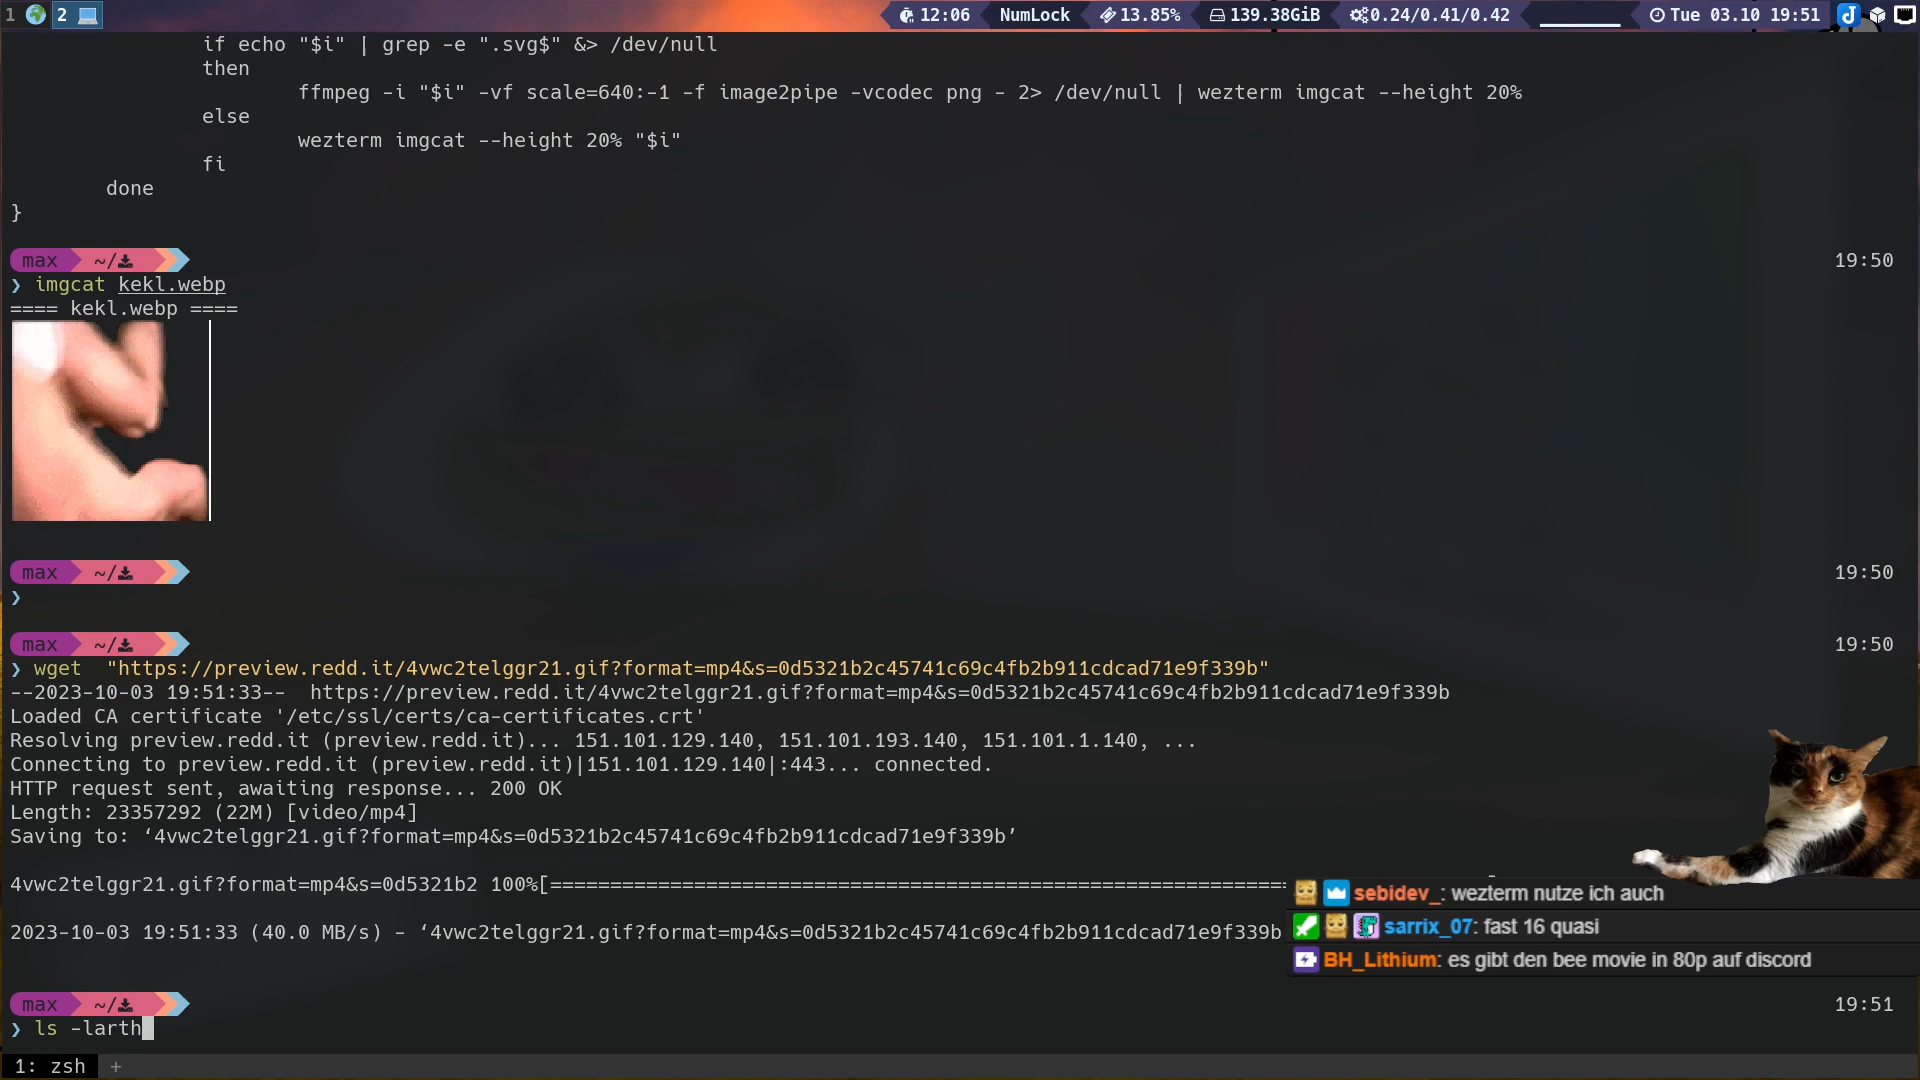 1 2 12:06 NumLock 13.85% 139.38GiB 0.24/0.41/0.42 Tue 03.10 19:51
if echo "$i" | grep -e ".svg$" &> /dev/null
then
ffmpeg -i "$i" -vf scale=640:-1 -f image2pipe -vcodec png - 2> /dev/null | wezterm imgcat --height 20%
else
wezterm imgcat --height 20% "$i"
fi
done
}
max ~/ 19:50
❯ imgcat kekl.webp
==== kekl.webp ====
max ~/ 19:50
❯
max ~/ 19:50
❯ wget  "https://preview.redd.it/4vwc2telggr21.gif?format=mp4&s=0d5321b2c45741c69c4fb2b911cdcad71e9f339b"
--2023-10-03 19:51:33--  https://preview.redd.it/4vwc2telggr21.gif?format=mp4&s=0d5321b2c45741c69c4fb2b911cdcad71e9f339b
Loaded CA certificate '/etc/ssl/certs/ca-certificates.crt'
Resolving preview.redd.it (preview.redd.it)... 151.101.129.140, 151.101.193.140, 151.101.1.140, ...
Connecting to preview.redd.it (preview.redd.it)|151.101.129.140|:443... connected.
HTTP request sent, awaiting response... 200 OK
Length: 23357292 (22M) [video/mp4]
Saving to: ‘4vwc2telggr21.gif?format=mp4&s=0d5321b2c45741c69c4fb2b911cdcad71e9f339b’
4vwc2telggr21.gif?format=mp4&s=0d5321b2 100%[==============================================================
sebidev_: wezterm nutze ich auch
sarrix_07: fast 16 quasi
2023-10-03 19:51:33 (40.0 MB/s) - ‘4vwc2telggr21.gif?format=mp4&s=0d5321b2c45741c69c4fb2b911cdcad71e9f339b
BH_Lithium: es gibt den bee movie in 80p auf discord
max ~/ 19:51
❯ ls -larth
1: zsh +